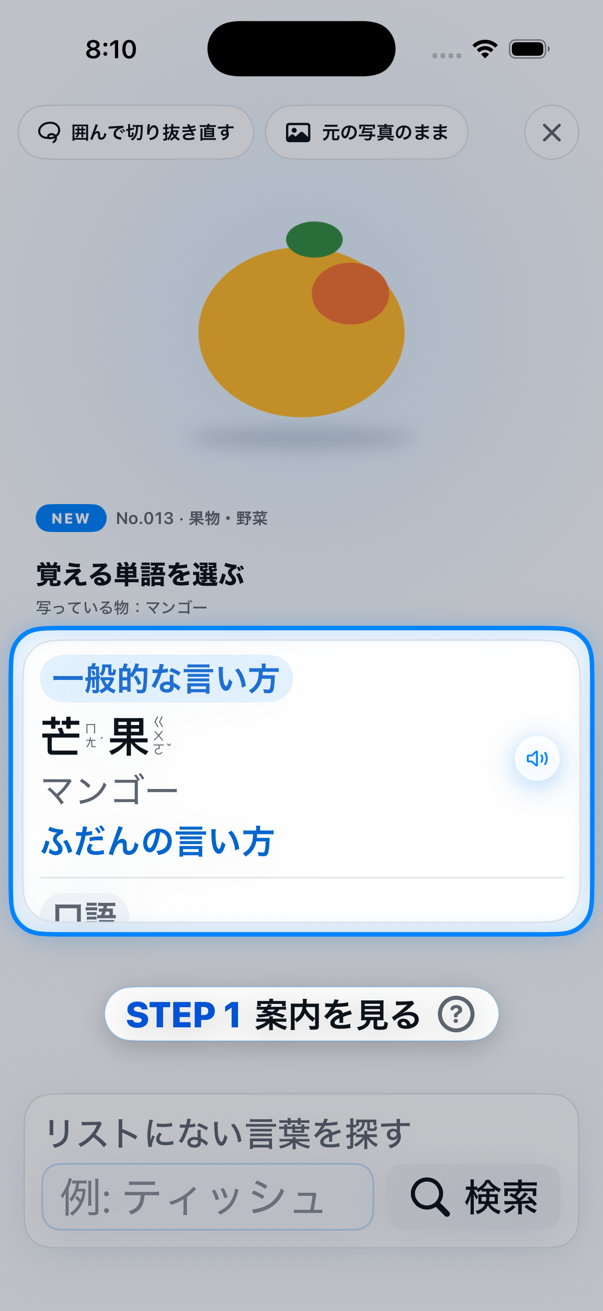 8:10
囲んで切り抜き直す
元の写真のまま
NEW No.013・果物・野菜
覚える単語を選ぶ
写っている物：マンゴー
一般的な言い方
芒ㄇㄤˊ果ㄍㄨㄛˇ
マンゴー
ふだんの言い方
口語
STEP 1 案内を見る ?
リストにない言葉を探す
例: ティッシュ
検索